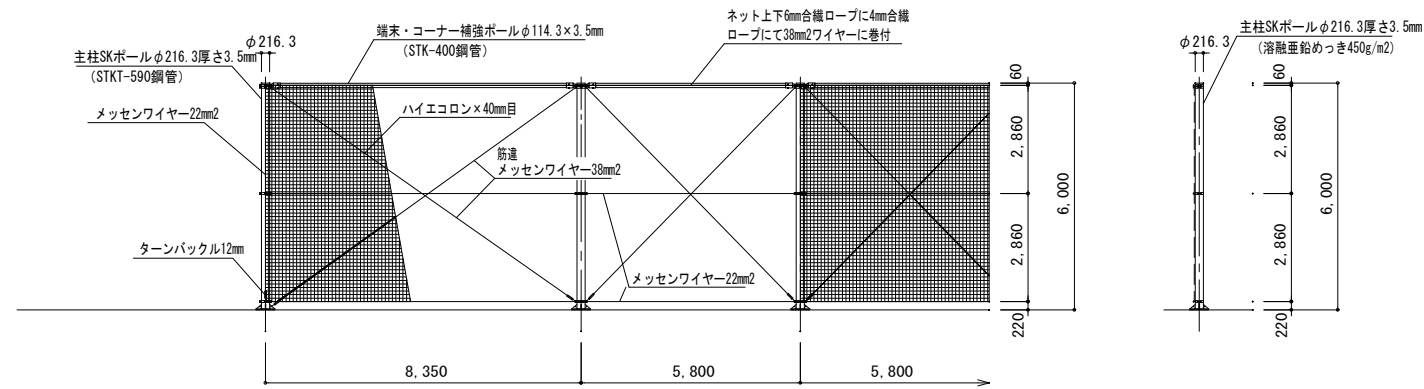 ネット上下6mm合繊ロープに4mm合繊
ロープにて38mm2ワイヤーに巻付
端末・コーナー補強ポールφ114.3×3.5mm
(STK-400鋼管)
φ216.3
主柱SKポールφ216.3厚さ3.5mm
(STKT-590鋼管)
メッセンワイヤー22mm2
ハイエコロン×40mm目
筋違
メッセンワイヤー38mm2
ターンバックル12mm
メッセンワイヤー22mm2
8,350
5,800
5,800
60
2,860
2,860
220
6,000
主柱SKポールφ216.3厚さ3.5mm
(溶融亜鉛めっき450g/m2)
φ216.3
60
2,860
2,860
220
6,000